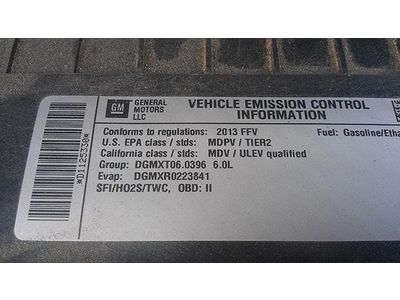 GM
GENERAL
MOTORS
LLC
VEHICLE EMISSION CONTROL
INFORMATION
Conforms to regulations: 2013 FFV
Fuel: Gasoline/Etha
U.S. EPA class / stds: MDPV / TIER2
California class / stds: MDV / ULEV qualified
Group: DGMXT06.0396 6.0L
Evap: DGMXR0223841
SFI/HO2S/TWC, OBD: II
*D1125330*